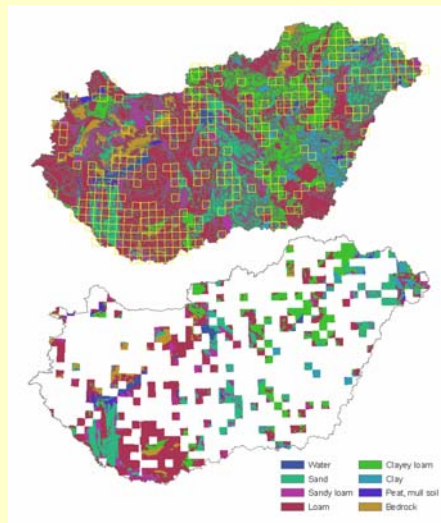 Water
Sand
Sandy loam
Loam
Clayey loam
Clay
Peat, mull soil
Bedrock